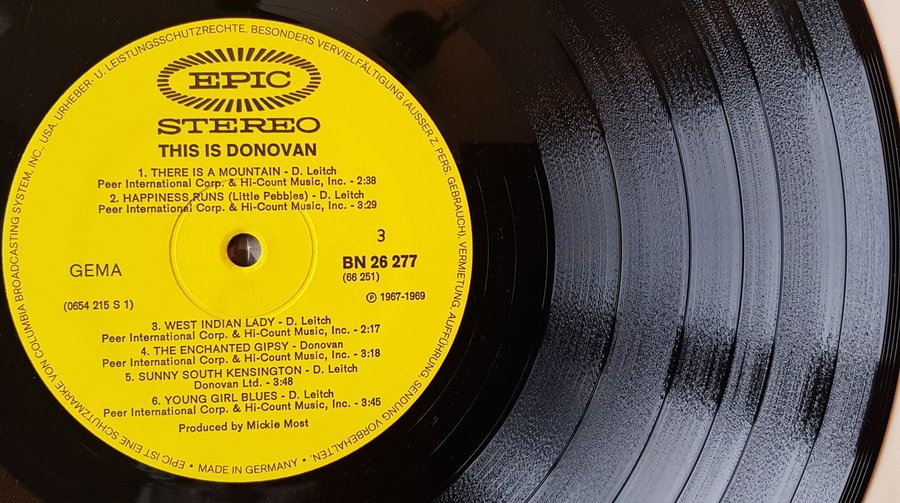 EPIC
STEREO
THIS IS DONOVAN
1. THERE IS A MOUNTAIN - D. Leitch
Peer International Corp. & Hi-Count Music, Inc. - 2:38
2. HAPPINESS RUNS (Little Pebbles) - D. Leitch
Peer International Corp. & Hi-Count Music, Inc. - 3:29
3
GEMA
BN 26 277
(66 251)
(0654 215 S 1)
Ⓟ 1967-1969
3. WEST INDIAN LADY - D. Leitch
Peer International Corp. & Hi-Count Music, Inc. - 2:17
4. THE ENCHANTED GIPSY - Donovan
Peer International Corp. & Hi-Count Music, Inc. - 3:18
5. SUNNY SOUTH KENSINGTON - D. Leitch
Donovan Ltd. - 3:48
6. YOUNG GIRL BLUES - D. Leitch
Peer International Corp. & Hi-Count Music, Inc. - 3:45
Produced by Mickie Most
• EPIC IST EINE SCHUTZMARKE VON COLUMBIA BROADCASTING SYSTEM, INC., USA. URHEBER- U. LEISTUNGSSCHUTZRECHTE, BESONDERS VERVIELFÄLTIGUNG (AUSSER Z. PERS. GEBRAUCH), VERMIETUNG, AUFFÜHRUNG, SENDUNG VORBEHALTEN.
• MADE IN GERMANY •